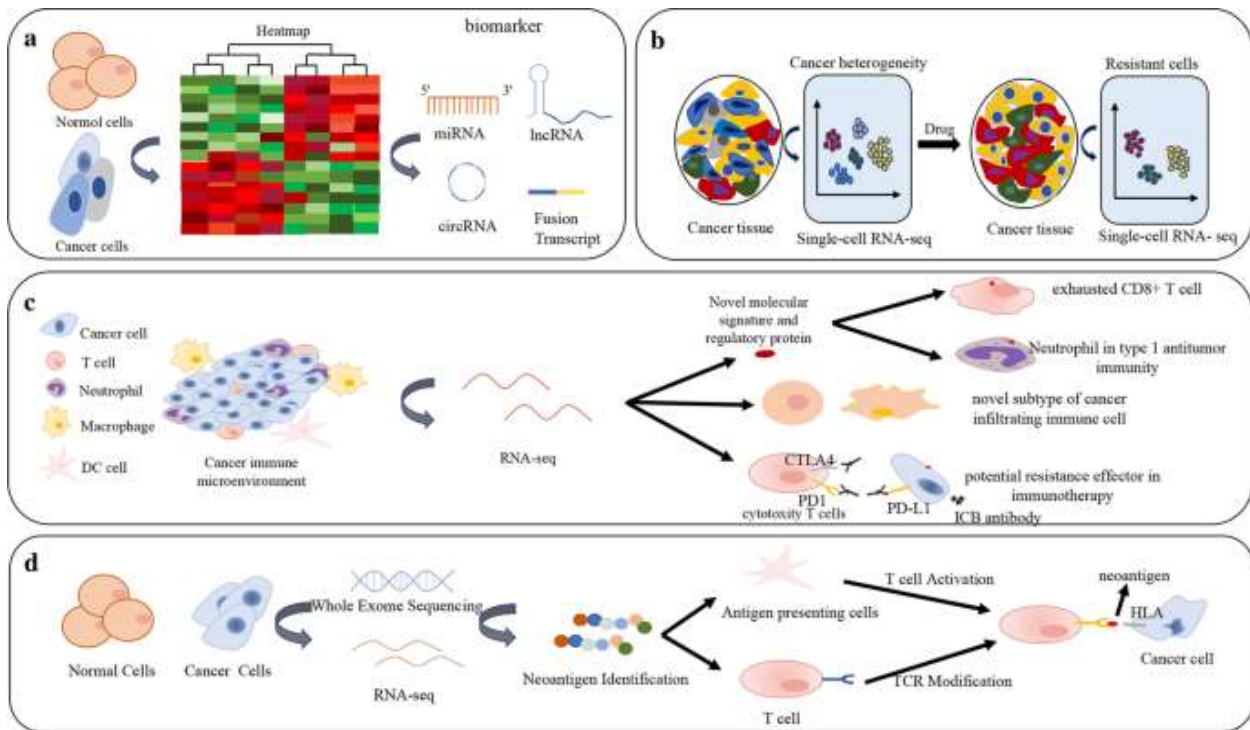 a
Normal cells
Cancer cells
Heatmap
biomarker
5'
3'
miRNA
lncRNA
circRNA
Fusion
Transcript
b
Cancer heterogeneity
Cancer tissue
Single-cell RNA-seq
Drug
Resistant cells
Cancer tissue
Single-cell RNA- seq
c
Cancer cell
T cell
Neutrophil
Macrophage
DC cell
Cancer immune
microenvironment
RNA-seq
Novel molecular
signature and
regulatory protein
exhausted CD8+ T cell
Neutrophil in type 1 antitumor
immunity
novel subtype of cancer
infiltrating immune cell
CTLA4
PD1
cytotoxity T cells
PD-L1
ICB antibody
potential resistance effector in
immunotherapy
d
Normal Cells
Cancer Cells
Whole Exome Sequencing
RNA-seq
Neoantigen Identification
Antigen presenting cells
T cell
T cell Activation
TCR Modification
neoantigen
HLA
Cancer cell